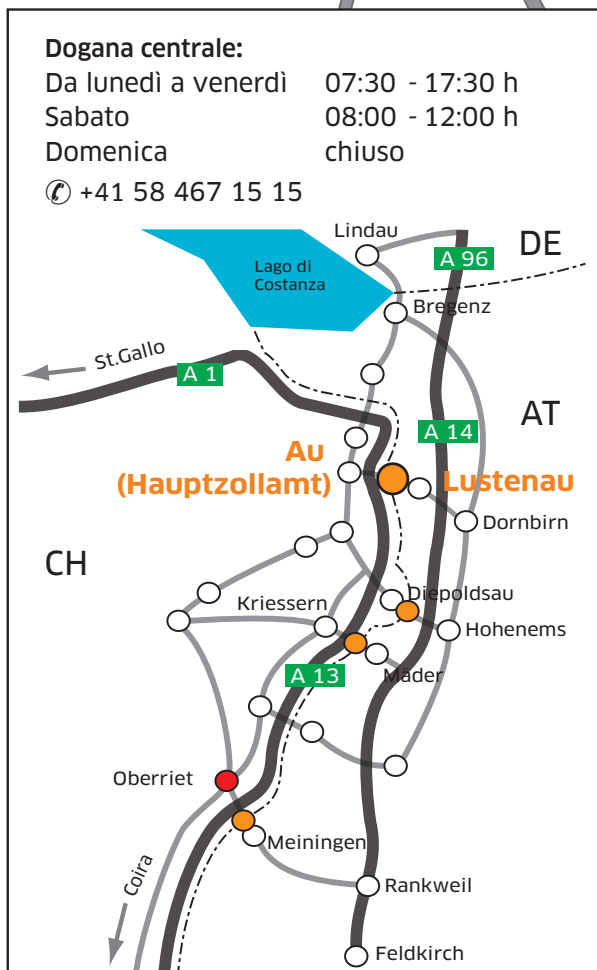 Dogana centrale:
Da lunedì a venerdì 07:30 - 17:30 h
Sabato 08:00 - 12:00 h
Domenica chiuso
✆ +41 58 467 15 15
Lindau
DE
A 96
Lago di
Costanza
Bregenz
St.Gallo
A 1
AT
A 14
Au
(Hauptzollamt)
Lustenau
Dornbirn
CH
Diepoldsau
Kriessern
Hohenems
Mäder
A 13
Oberriet
Meiningen
Coira
Rankweil
Feldkirch